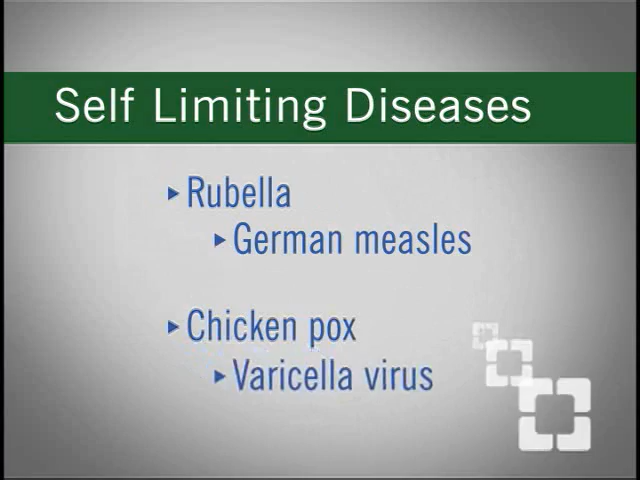 Self Limiting Diseases
Rubella
German measles
Chicken pox
Varicella virus